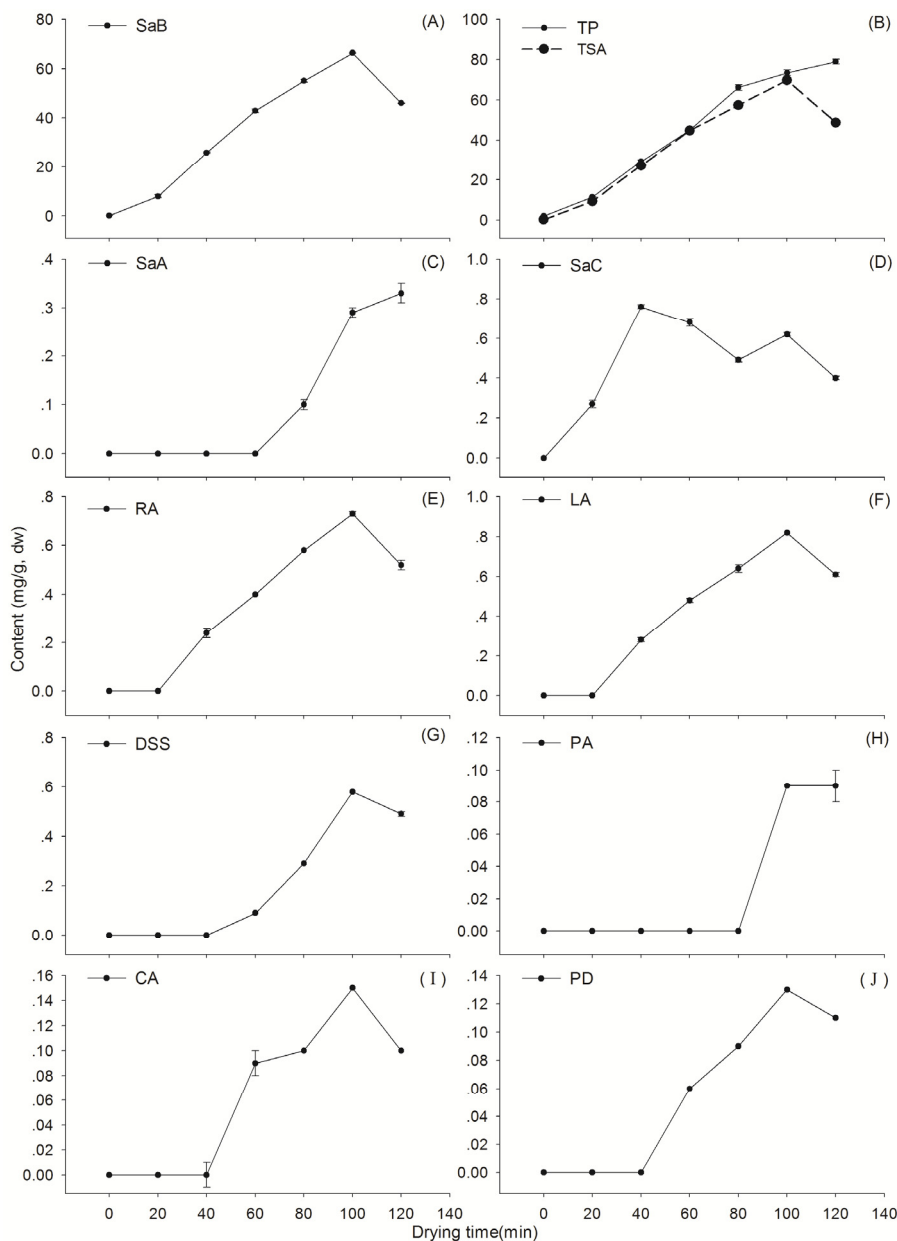 SaB
(A)
80
60
40
20
0
TP
TSA
(B)
100
80
60
40
20
0
SaA
(C)
.4
.3
.2
.1
0.0
SaC
(D)
1.0
.8
.6
.4
.2
0.0
RA
(E)
.8
.6
.4
.2
0.0
LA
(F)
1.0
.8
.6
.4
.2
0.0
Content (mg/g, dw)
DSS
(G)
.8
.6
.4
.2
0.0
PA
(H)
.12
.10
.08
.06
.04
.02
0.00
CA
( I )
.16
.14
.12
.10
.08
.06
.04
.02
0.00
PD
( J )
.14
.12
.10
.08
.06
.04
.02
0.00
0 20 40 60 80 100 120 140
0 20 40 60 80 100 120 140
Drying time(min)